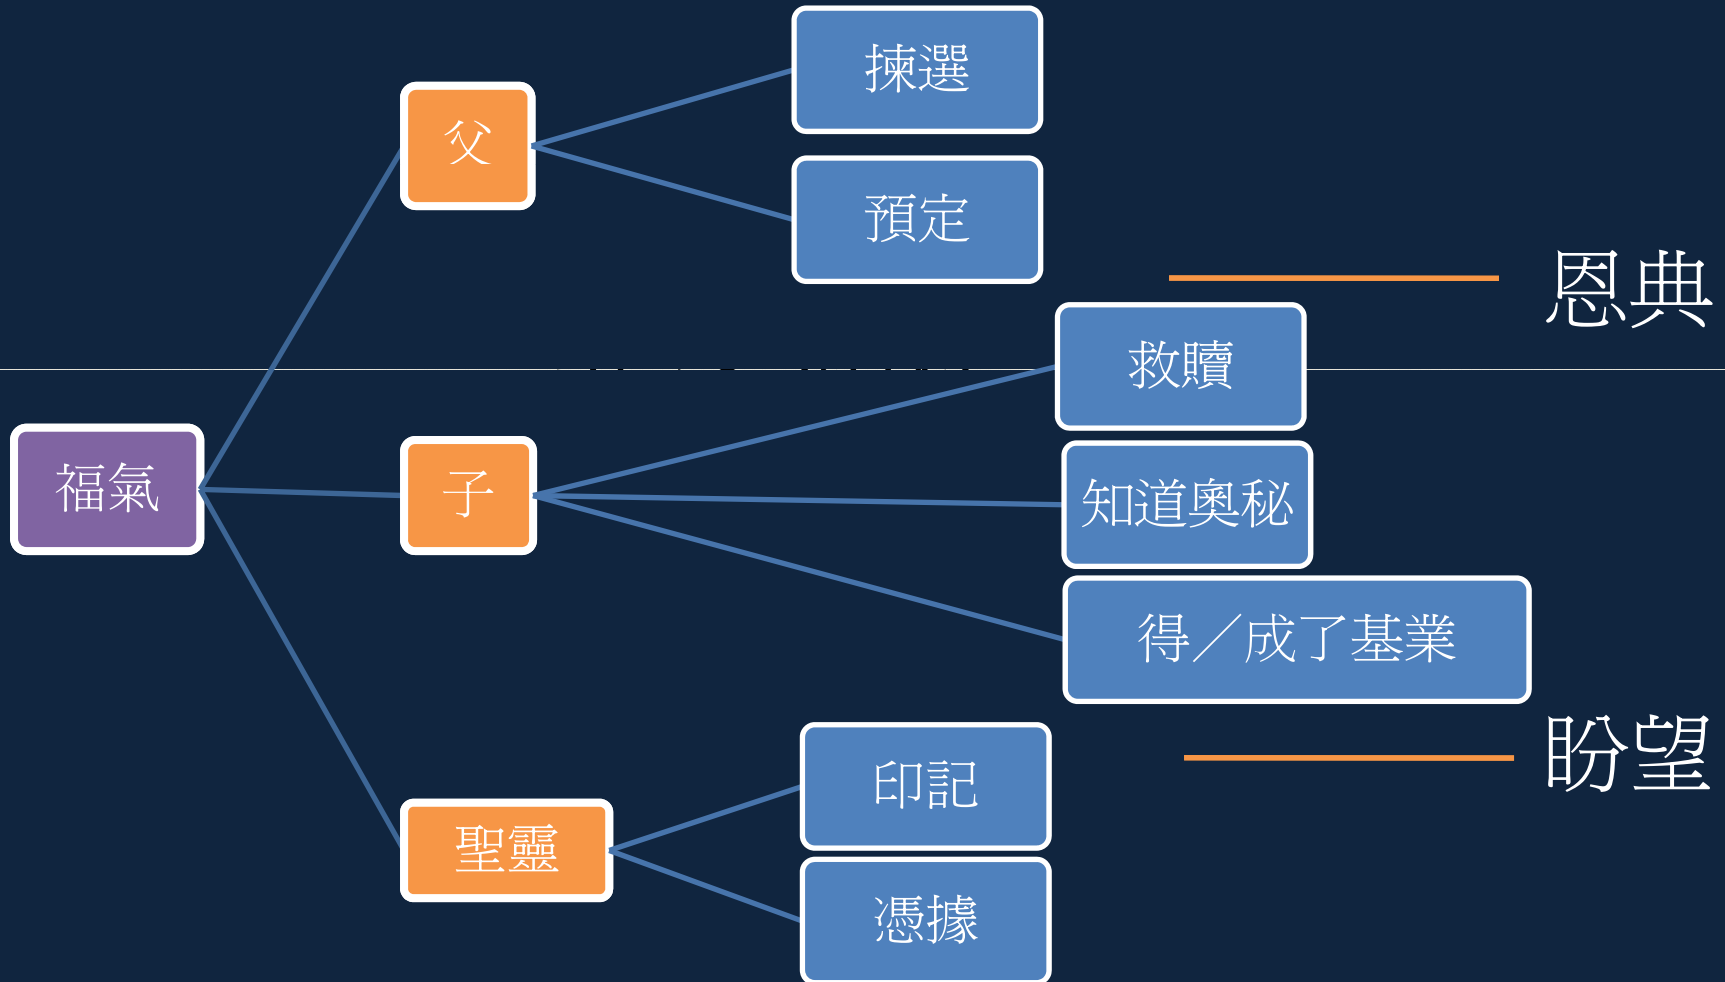 揀選
父
預定
恩典
救贖
福氣
子
知道奧秘
得／成了基業
盼望
印記
聖靈
憑據